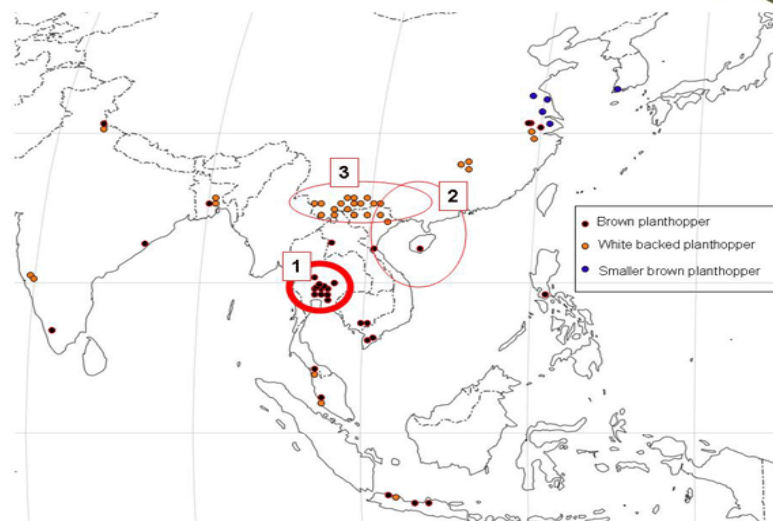 3
2
1
Brown planthopper
White backed planthopper
Smaller brown planthopper